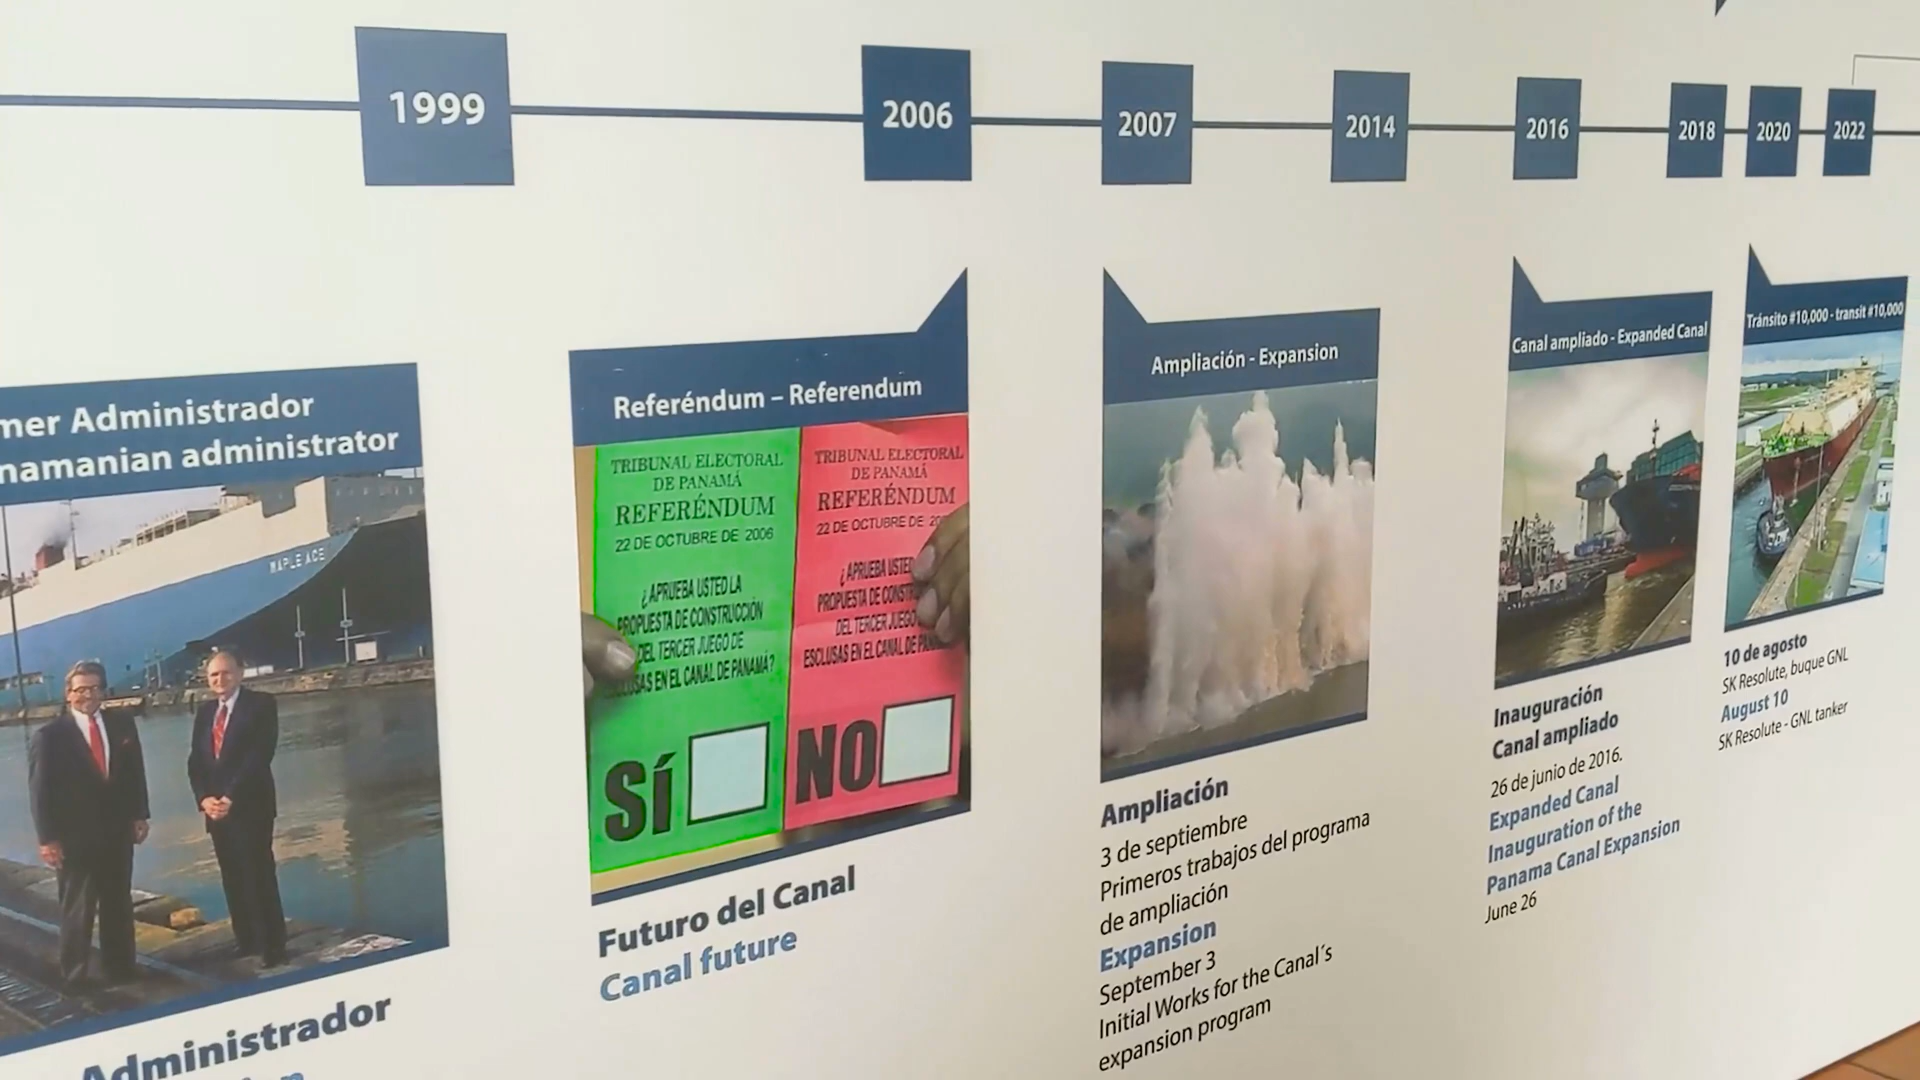 1999
2006
2007
2014
2016
2018
2020
2022
mer Administrador
namanian administrator
MAPLE ACE
Administrador
Referéndum – Referendum
TRIBUNAL ELECTORAL
DE PANAMÁ
REFERÉNDUM
22 DE OCTUBRE DE 2006
¿APRUEBA USTED LA
PROPUESTA DE CONSTRUCCIÓN
DEL TERCER JUEGO DE
ESCLUSAS EN EL CANAL DE PANAMÁ?
SÍ
TRIBUNAL ELECTORAL
DE PANAMÁ
REFERÉNDUM
22 DE OCTUBRE DE 20
¿APRUEBA USTED
PROPUESTA DE CONSTR
DEL TERCER JUEGO
ESCLUSAS EN EL CANAL DE PAN
NO
Futuro del Canal
Canal future
Ampliación - Expansion
Ampliación
3 de septiembre
Primeros trabajos del programa
de ampliación
Expansion
September 3
Initial Works for the Canal´s
expansion program
Canal ampliado - Expanded Canal
Inauguración
Canal ampliado
26 de junio de 2016.
Expanded Canal
Inauguration of the
Panama Canal Expansion
June 26
Tránsito #10,000 - transit #10,000
10 de agosto
SK Resolute, buque GNL
August 10
SK Resolute - GNL tanker